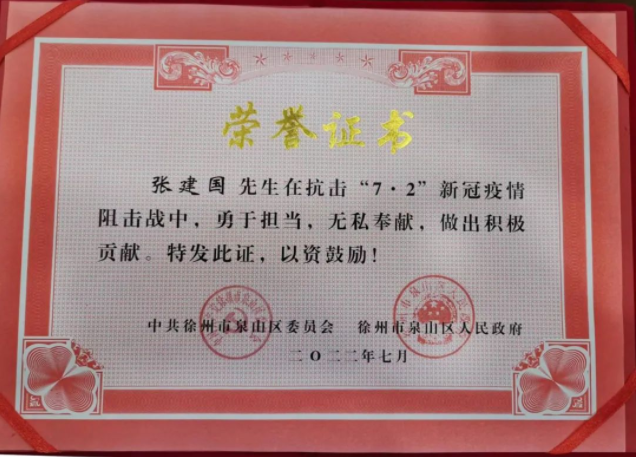 荣誉证书
张建国 先生在抗击“7·2”新冠疫情
阻击战中，勇于担当，无私奉献，做出积极
贡献。特发此证，以资鼓励！
中共徐州市泉山区委员会 徐州市泉山区人民政府
二〇二二年七月